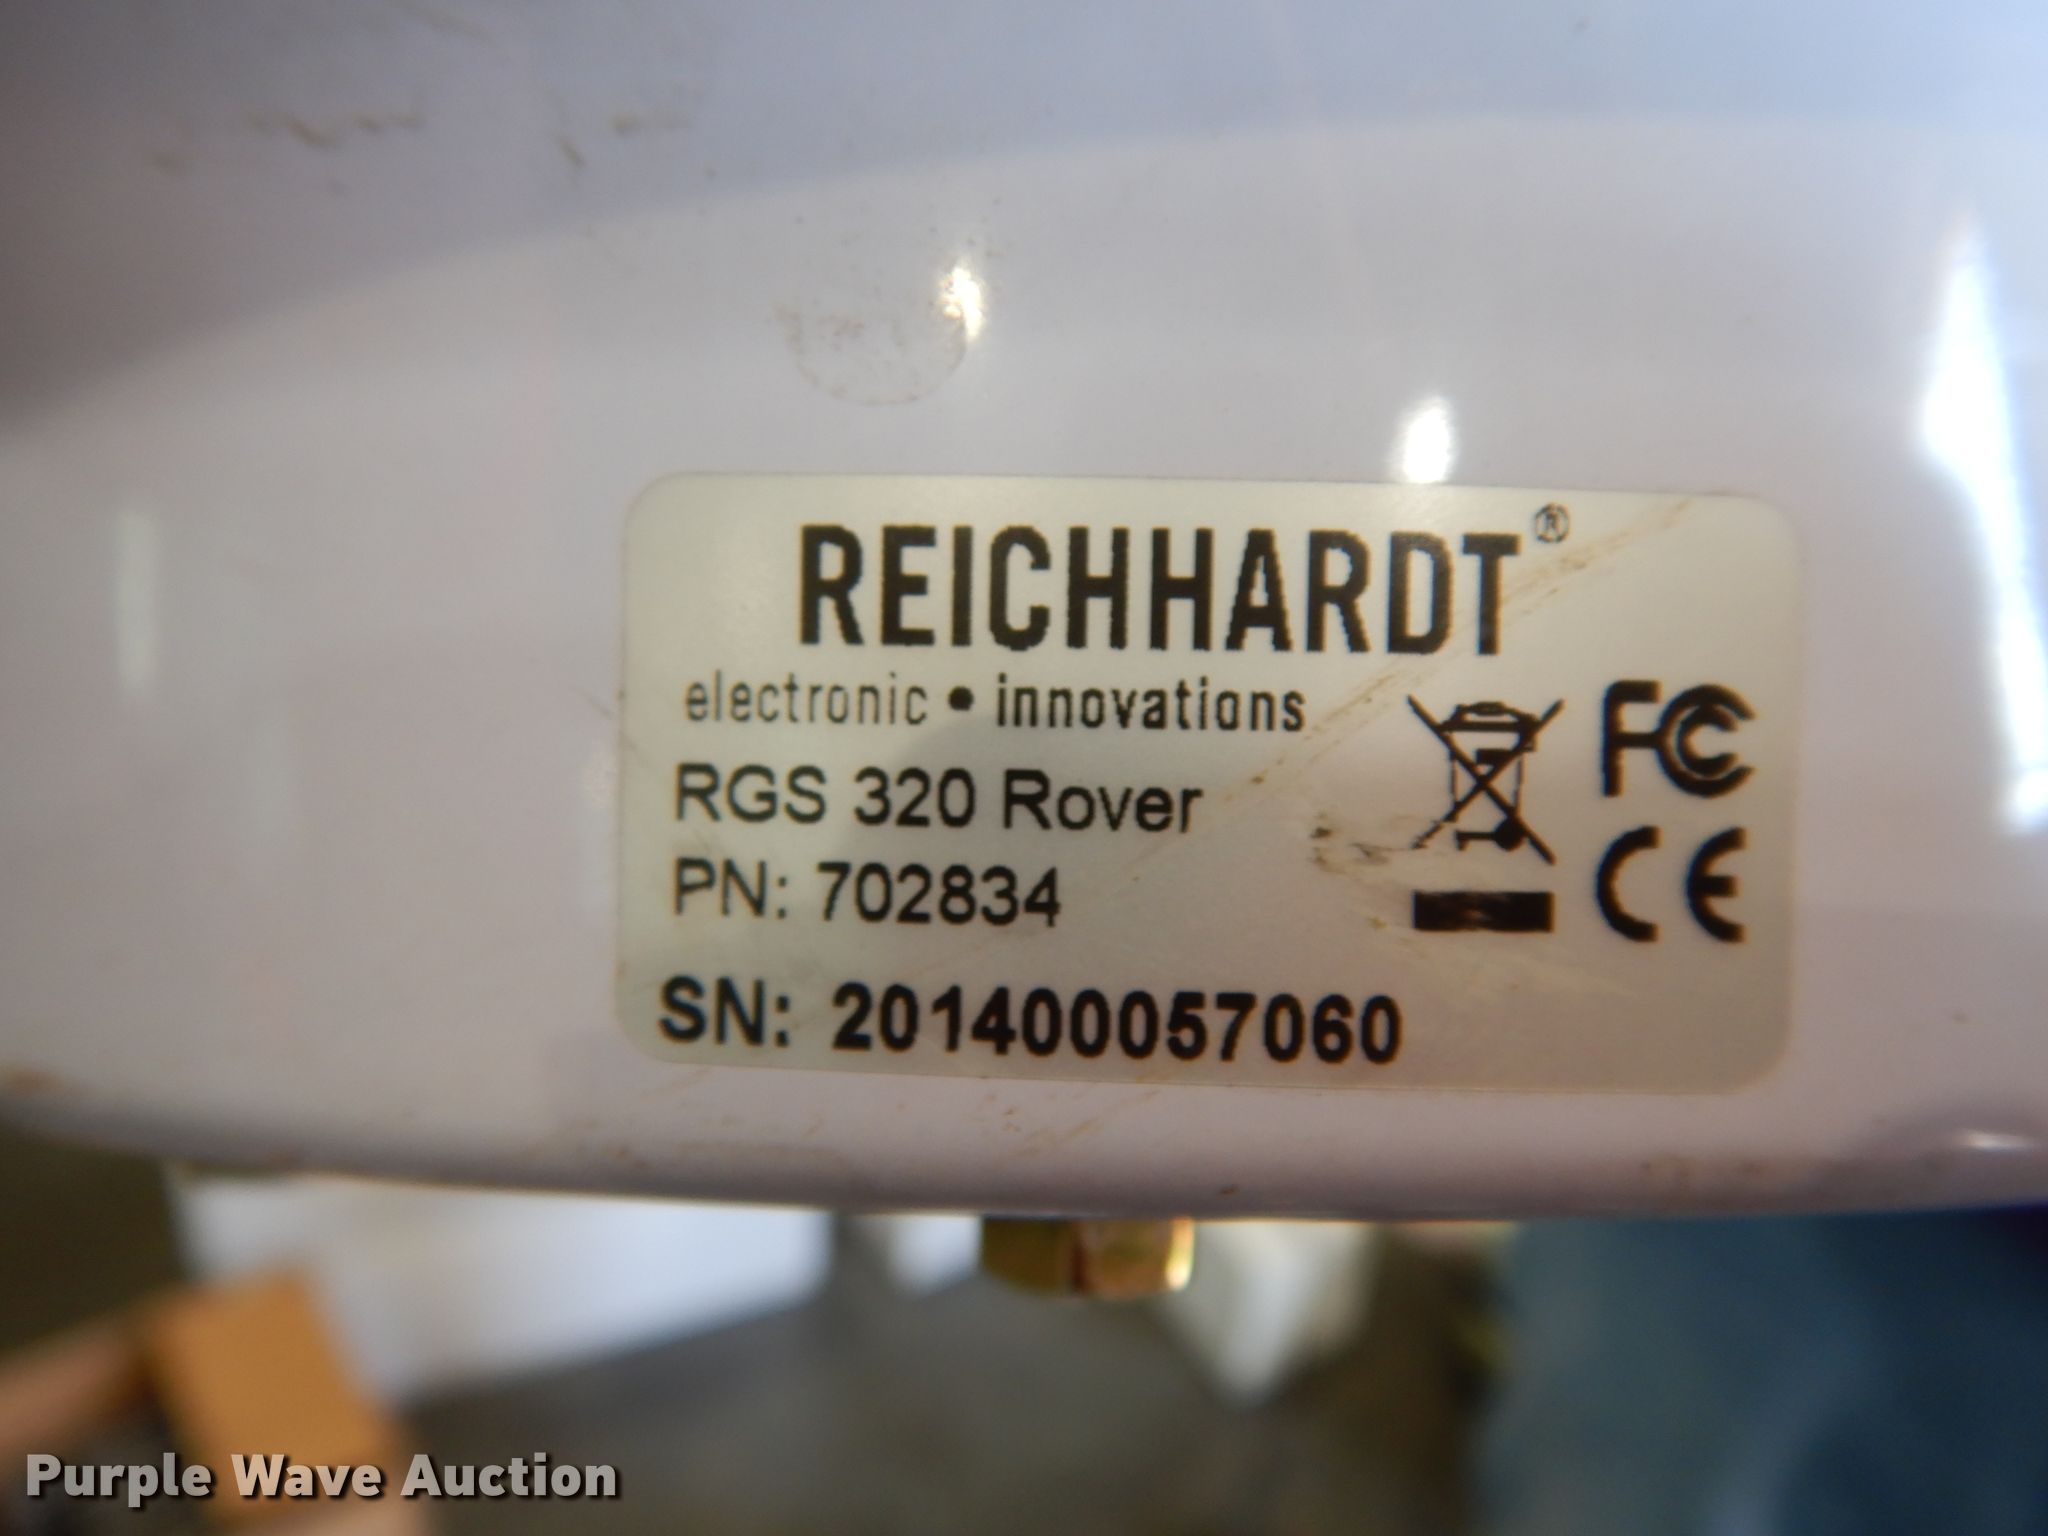 REICHHARDT®
electronic • innovations
RGS 320 Rover
PN: 702834
SN: 201400057060
FC
CE
Purple Wave Auction